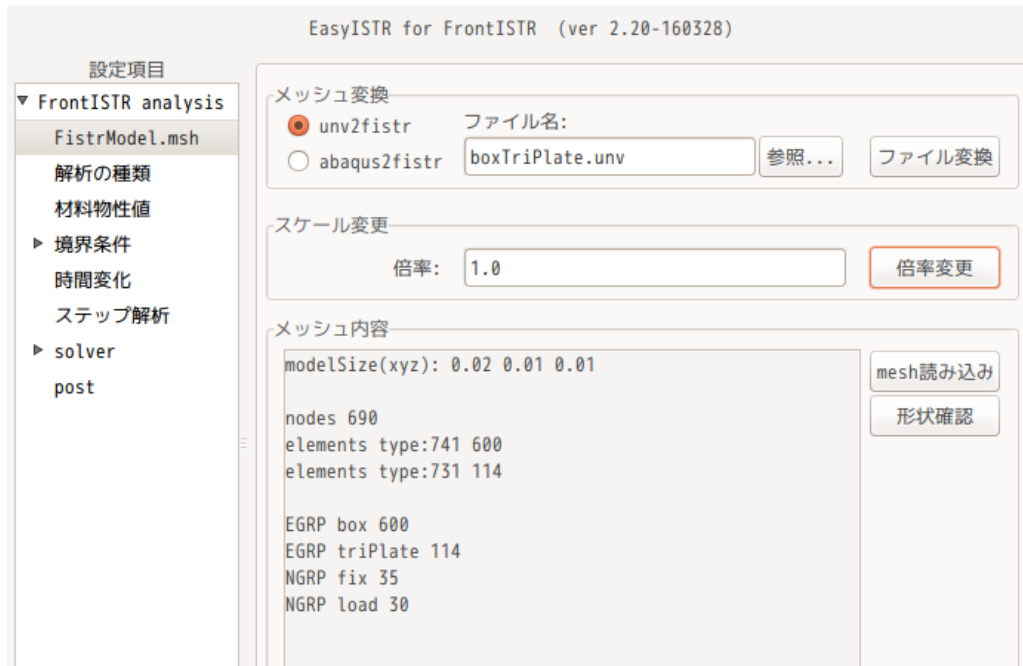 EasyISTR for FrontISTR (ver 2.20-160328)
設定項目
FrontISTR analysis
FistrModel.msh
解析の種類
材料物性値
境界条件
時間変化
ステップ解析
solver
post
メッシュ変換
unv2fistr
ファイル名:
abaqus2fistr
boxTriPlate.unv
参照...
ファイル変換
スケール変更
倍率:
1.0
倍率変更
メッシュ内容
modelSize(xyz): 0.02 0.01 0.01
nodes 690
elements type:741 600
elements type:731 114
EGRP box 600
EGRP triPlate 114
NGRP fix 35
NGRP load 30
mesh読み込み
形状確認